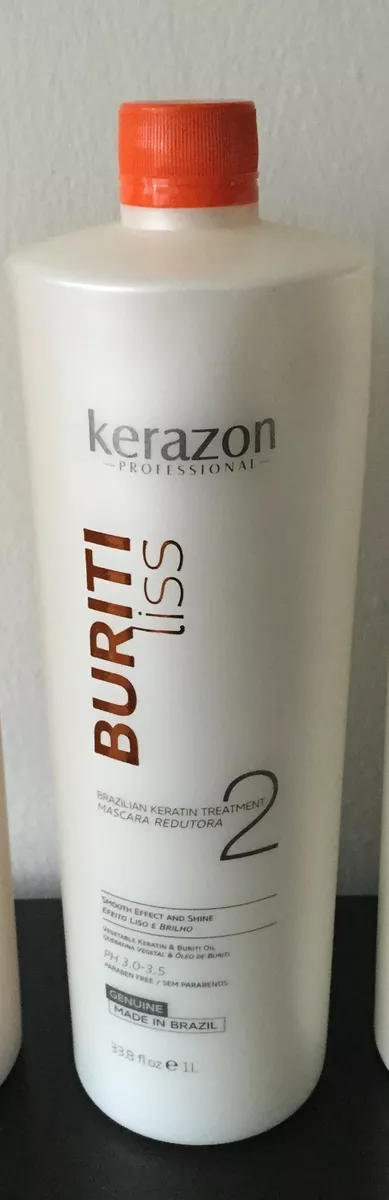 kerazon
PROFESSIONAL
BURITI
liss
BRAZILIAN KERATIN TREATMENT
MASCARA REDUTORA
2
SMOOTH EFFECT AND SHINE
EFEITO LISO E BRILHO
VEGETABLE KERATIN & BURITI OIL
QUERATINA VEGETAL & ÓLEO DE BURITI
PH 3.0-3.5
PARABEN FREE / SEM PARABENOS
GENUINE
MADE IN BRAZIL
33.8 fl oz e 1L